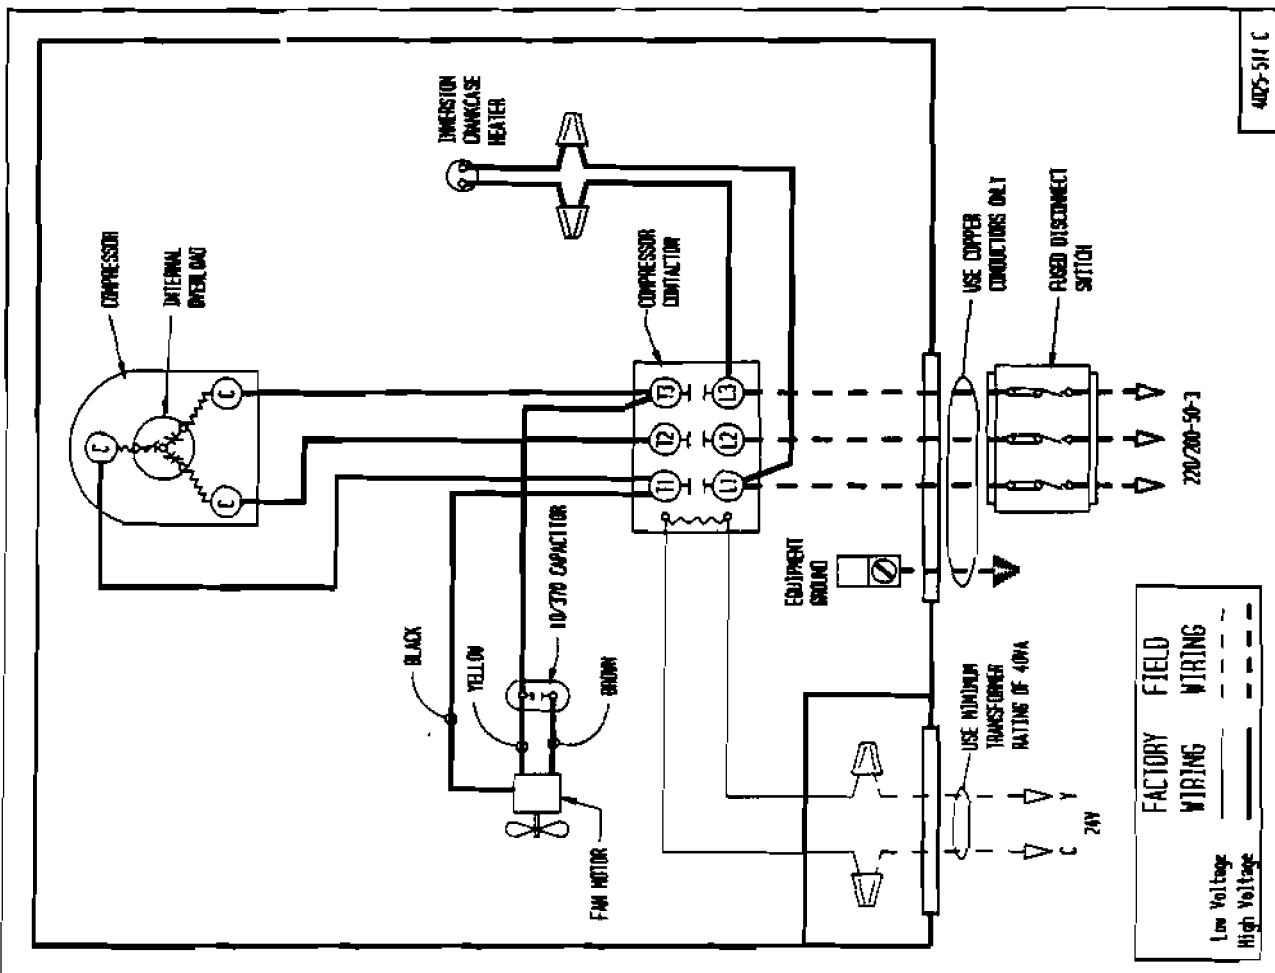 4025-511 C
IMMERSION
CRANKCASE
HEATER
COMPRESSOR
INTERNAL
OVERLOAD
COMPRESSOR
CONTACTOR
USE COPPER
CONDUCTORS ONLY
FUSED DISCONNECT
SWITCH
C
C
C
T3
T2
T1
L3
L2
L1
220/200-50-3
EQUIPMENT
GROUND
10/370 CAPACITOR
BLACK
YELLOW
BROWN
FAN MOTOR
USE MINIMUM
TRANSFORMER
RATING OF 40VA
Y
C
24V
FACTORY WIRING
FIELD WIRING
Low Voltage
High Voltage